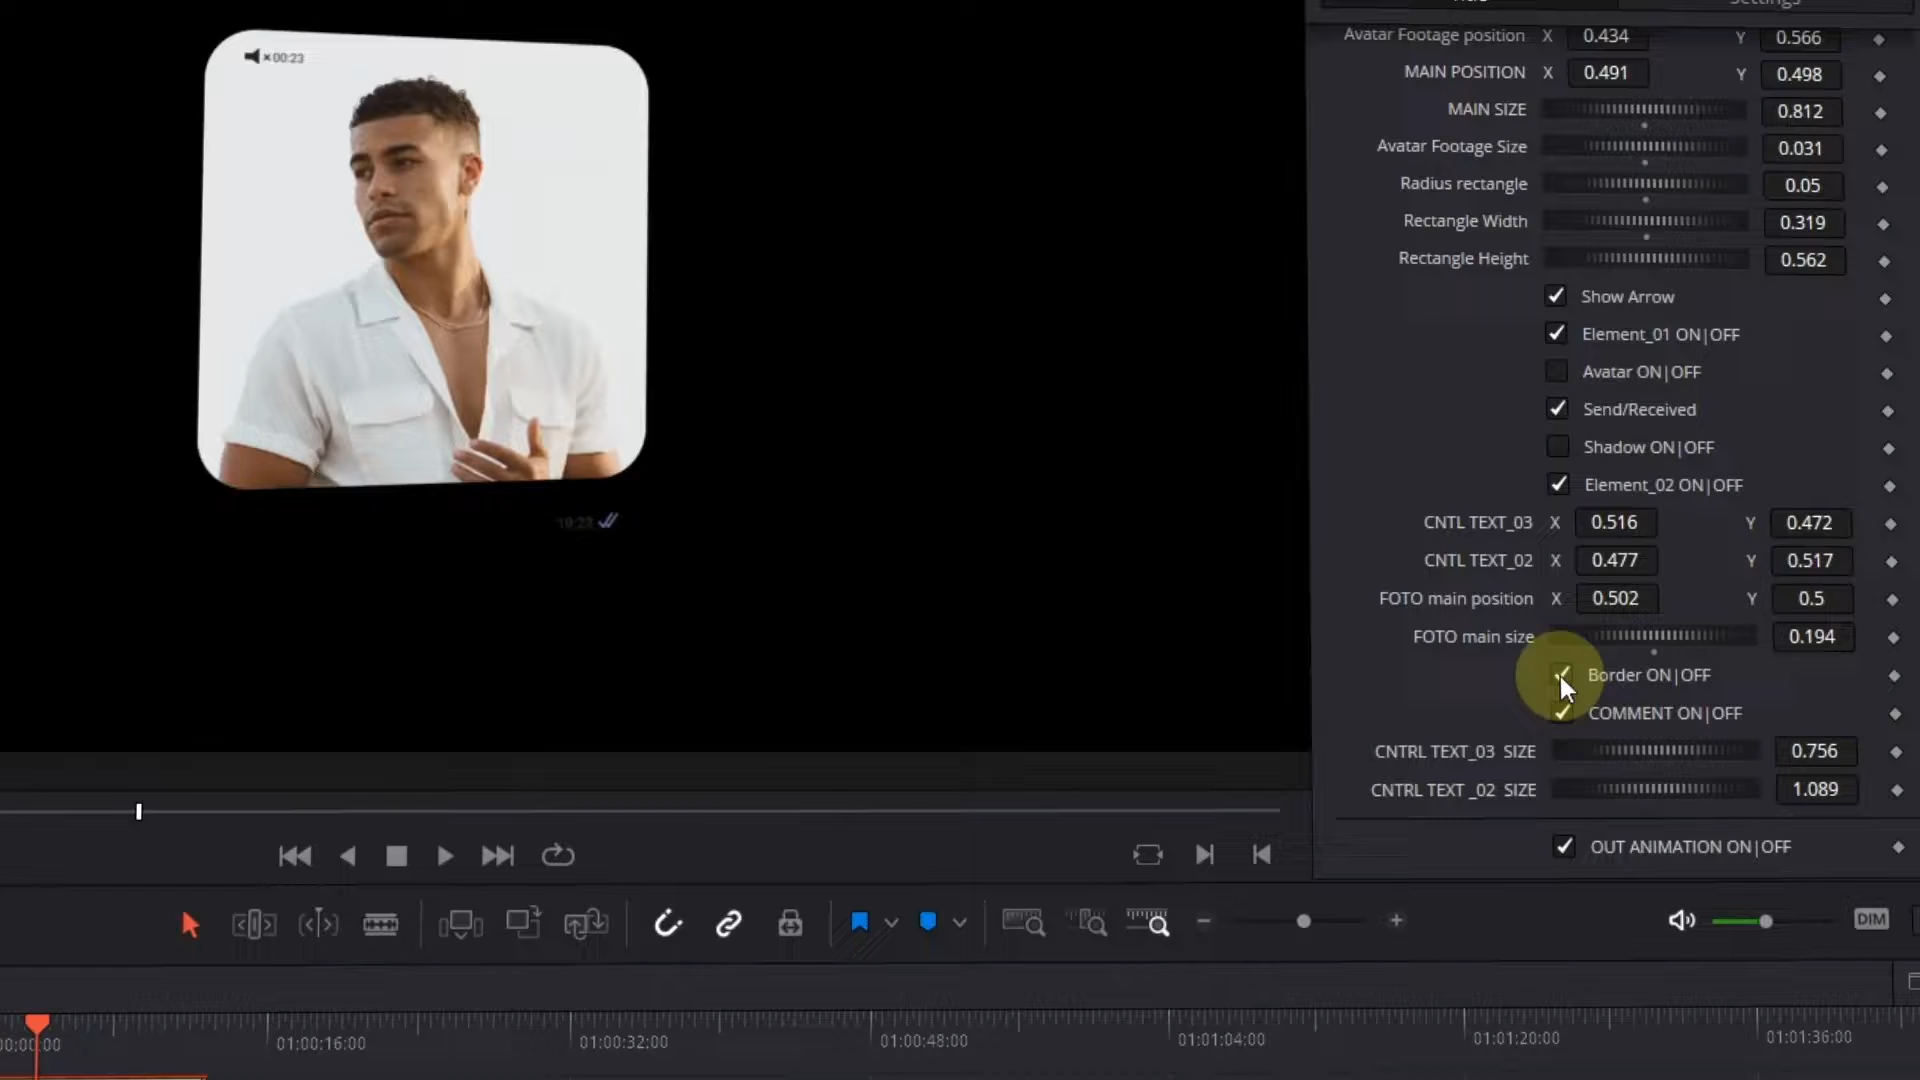 ×00:23
10:23
Settings
Avatar Footage position X 0.434 Y 0.566
MAIN POSITION X 0.491 Y 0.498
MAIN SIZE 0.812
Avatar Footage Size 0.031
Radius rectangle 0.05
Rectangle Width 0.319
Rectangle Height 0.562
Show Arrow
Element_01 ON|OFF
Avatar ON|OFF
Send/Received
Shadow ON|OFF
Element_02 ON|OFF
CNTL TEXT_03 X 0.516 Y 0.472
CNTL TEXT_02 X 0.477 Y 0.517
FOTO main position X 0.502 Y 0.5
FOTO main size 0.194
Border ON|OFF
COMMENT ON|OFF
CNTRL TEXT_03 SIZE 0.756
CNTRL TEXT _02 SIZE 1.089
OUT ANIMATION ON|OFF
DIM
00:00:00 01:00:16:00 01:00:32:00 01:00:48:00 01:01:04:00 01:01:20:00 01:01:36:00